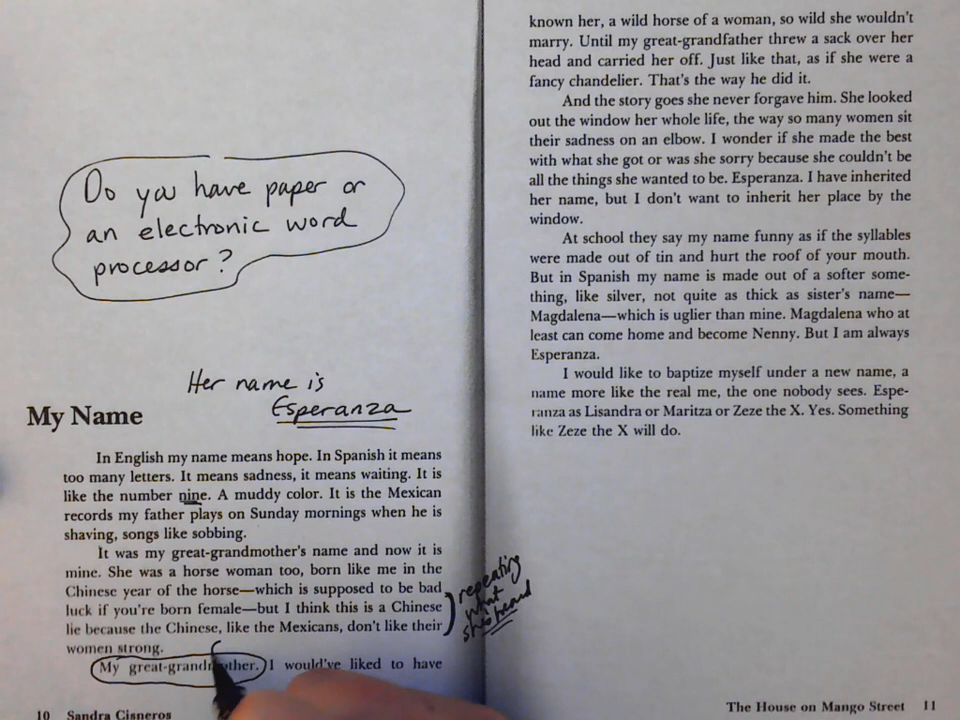 Do you have paper or
an electronic word
processor?
Her name is
Esperanza
My Name
In English my name means hope. In Spanish it means
too many letters. It means sadness, it means waiting. It is
like the number nine. A muddy color. It is the Mexican
records my father plays on Sunday mornings when he is
shaving, songs like sobbing.
It was my great-grandmother's name and now it is
mine. She was a horse woman too, born like me in the
Chinese year of the horse—which is supposed to be bad
luck if you're born female—but I think this is a Chinese
lie because the Chinese, like the Mexicans, don't like their
women strong.
My great-grandmother. I would've liked to have
repeating
what
she's heard
10 Sandra Cisneros
known her, a wild horse of a woman, so wild she wouldn't
marry. Until my great-grandfather threw a sack over her
head and carried her off. Just like that, as if she were a
fancy chandelier. That's the way he did it.
And the story goes she never forgave him. She looked
out the window her whole life, the way so many women sit
their sadness on an elbow. I wonder if she made the best
with what she got or was she sorry because she couldn't be
all the things she wanted to be. Esperanza. I have inherited
her name, but I don't want to inherit her place by the
window.
At school they say my name funny as if the syllables
were made out of tin and hurt the roof of your mouth.
But in Spanish my name is made out of a softer some-
thing, like silver, not quite as thick as sister's name—
Magdalena—which is uglier than mine. Magdalena who at
least can come home and become Nenny. But I am always
Esperanza.
I would like to baptize myself under a new name, a
name more like the real me, the one nobody sees. Espe-
ranza as Lisandra or Maritza or Zeze the X. Yes. Something
like Zeze the X will do.
The House on Mango Street 11